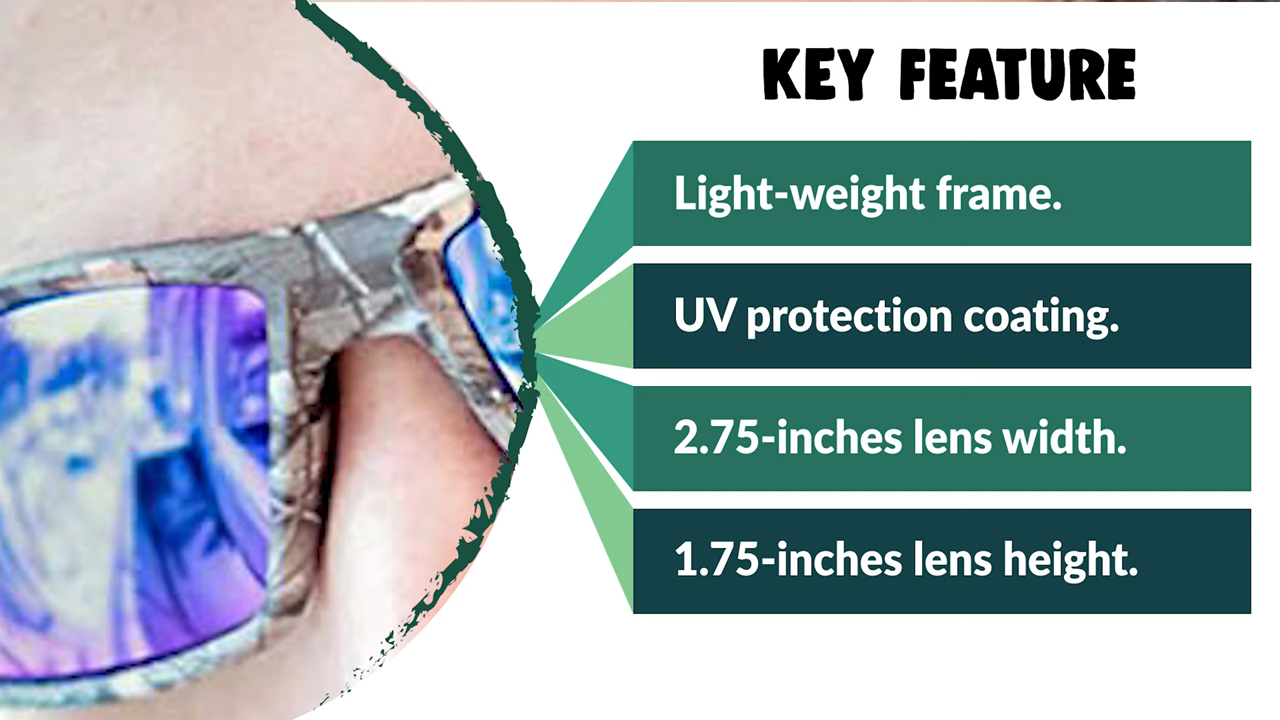 KEY FEATURE
Light-weight frame.
UV protection coating.
2.75-inches lens width.
1.75-inches lens height.